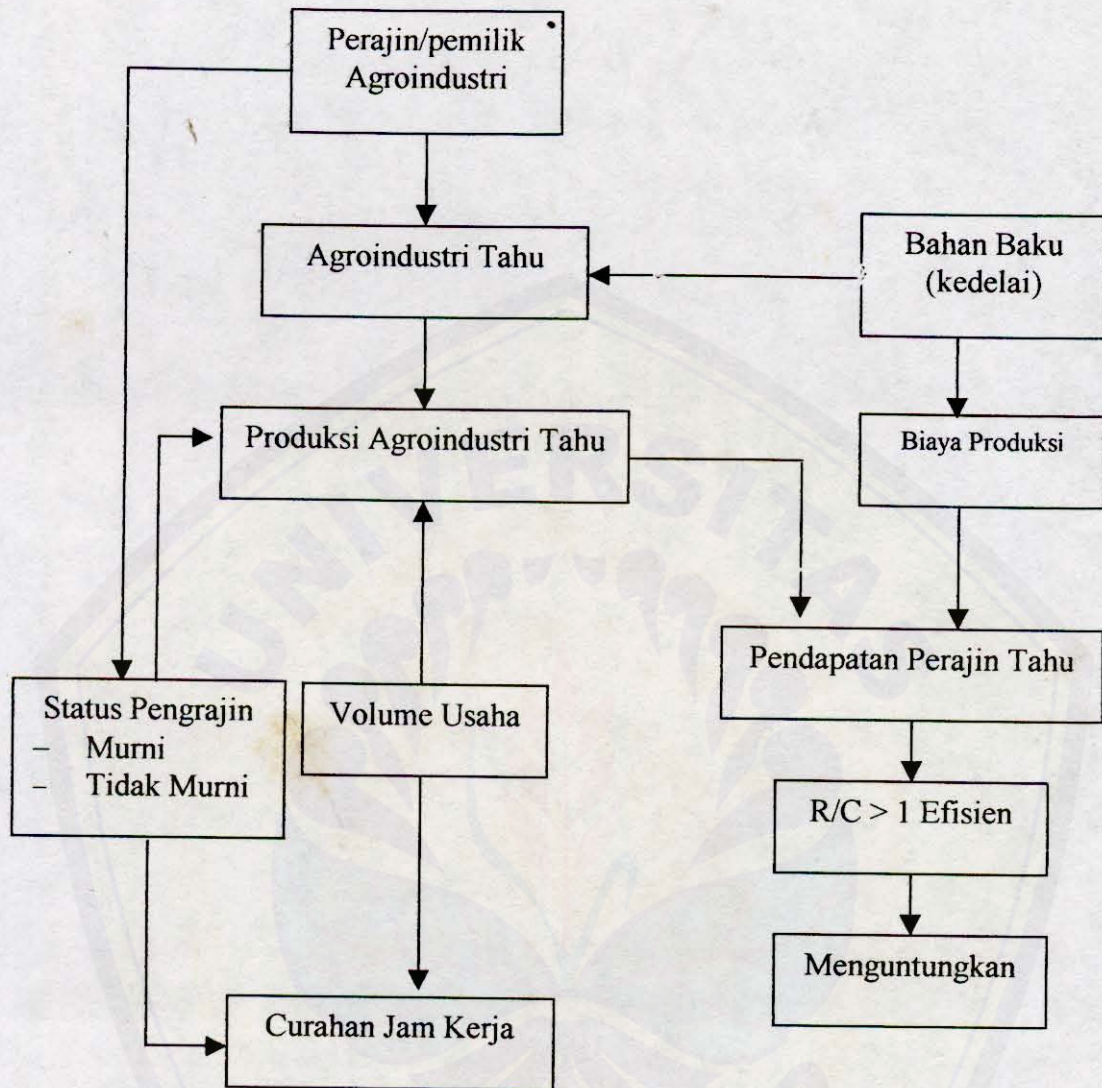 Perajin/pemilik
Agroindustri
Agroindustri Tahu
Bahan Baku
(kedelai)
Produksi Agroindustri Tahu
Biaya Produksi
Pendapatan Perajin Tahu
Status Pengrajin
– Murni
– Tidak Murni
Volume Usaha
R/C > 1 Efisien
Menguntungkan
Curahan Jam Kerja
UNIVERSITAS